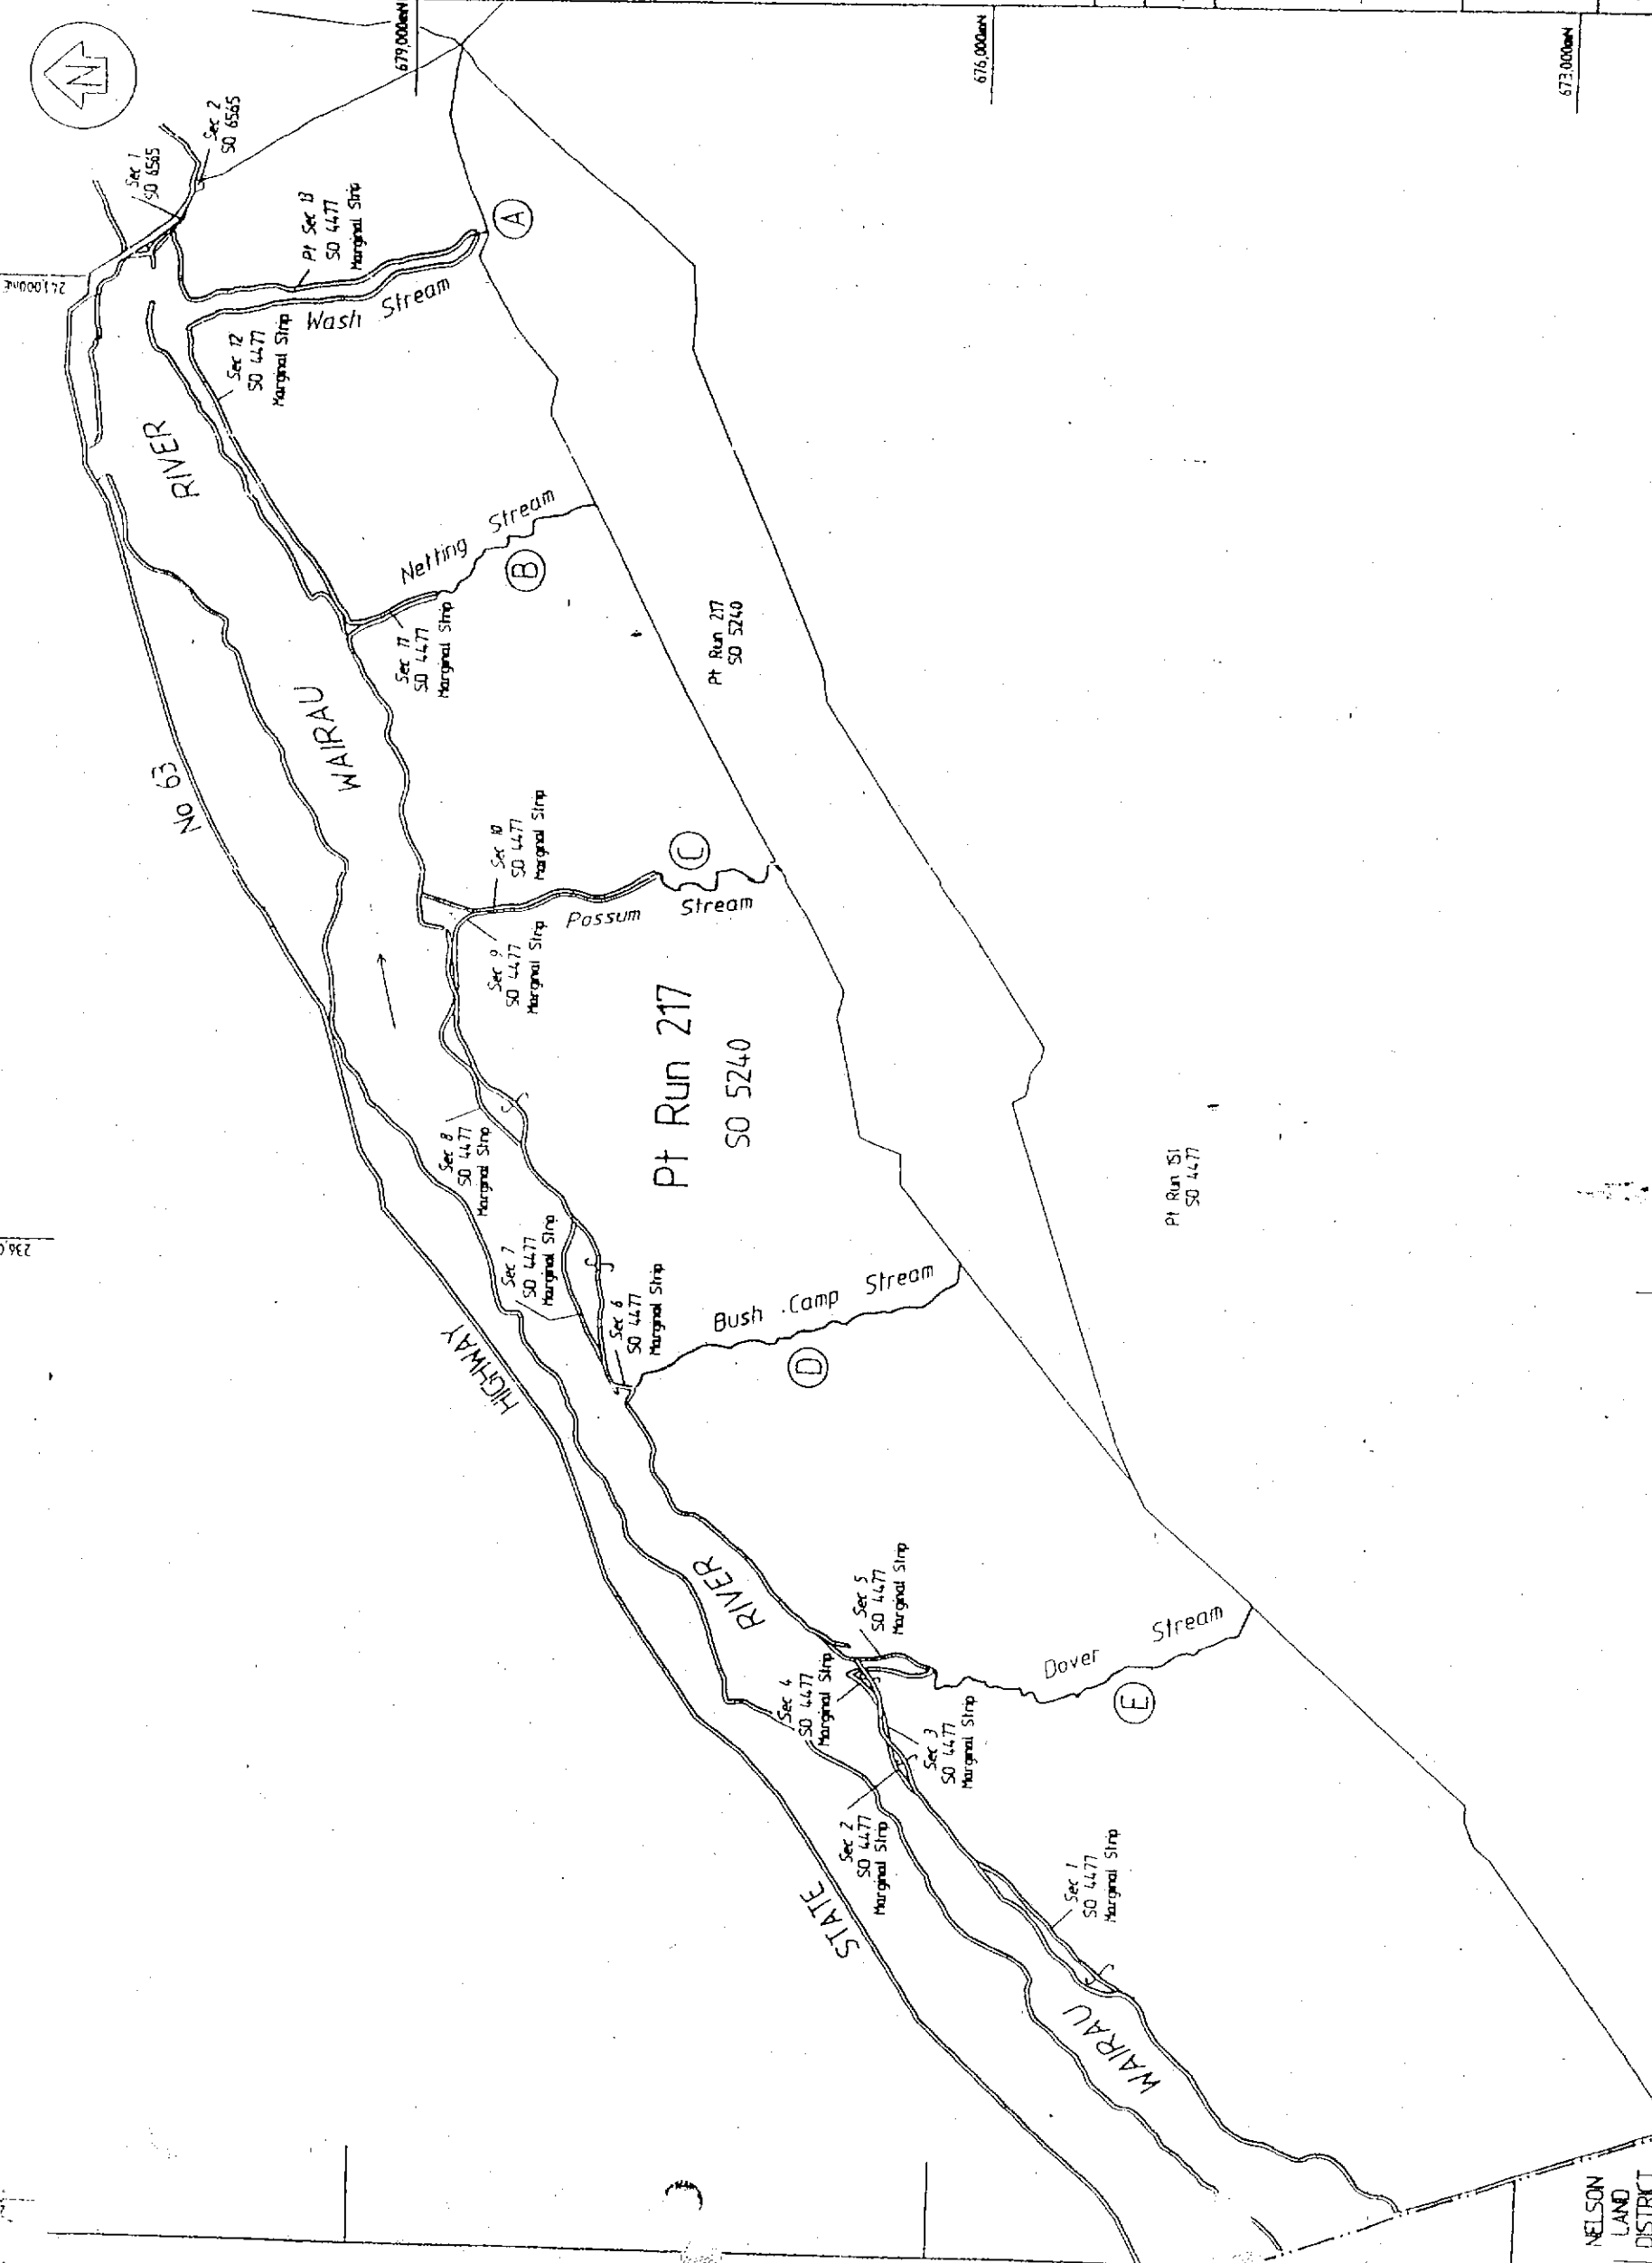 N
679,000mN
676,000mN
673,000mN
241,000mE
Sec 1
SO 6565
Sec 2
SO 6565
Pt Sec 13
SO 4477
Marginal Strip
A
Wash Stream
Sec 12
SO 4477
Marginal Strip
RIVER
Netting Stream
B
Sec 11
SO 4477
Marginal Strip
Pt Run 217
SO 5240
WAIRAU
No 63
Sec 10
SO 4477
Marginal Strip
C
Possum Stream
Sec 9
SO 4477
Marginal Strip
Pt Run 217
SO 5240
Sec 8
SO 4477
Marginal Strip
Pt Run 151
SO 4477
Sec 7
SO 4477
Marginal Strip
Sec 6
SO 4477
Marginal Strip
Bush Camp Stream
D
HIGHWAY
RIVER
Sec 5
SO 4477
Marginal Strip
Dover Stream
E
Sec 4
SO 4477
Marginal Strip
Sec 3
SO 4477
Marginal Strip
Sec 2
SO 4477
Marginal Strip
Sec 1
SO 4477
Marginal Strip
STATE
WAIRAU
NELSON
LAND
DISTRICT